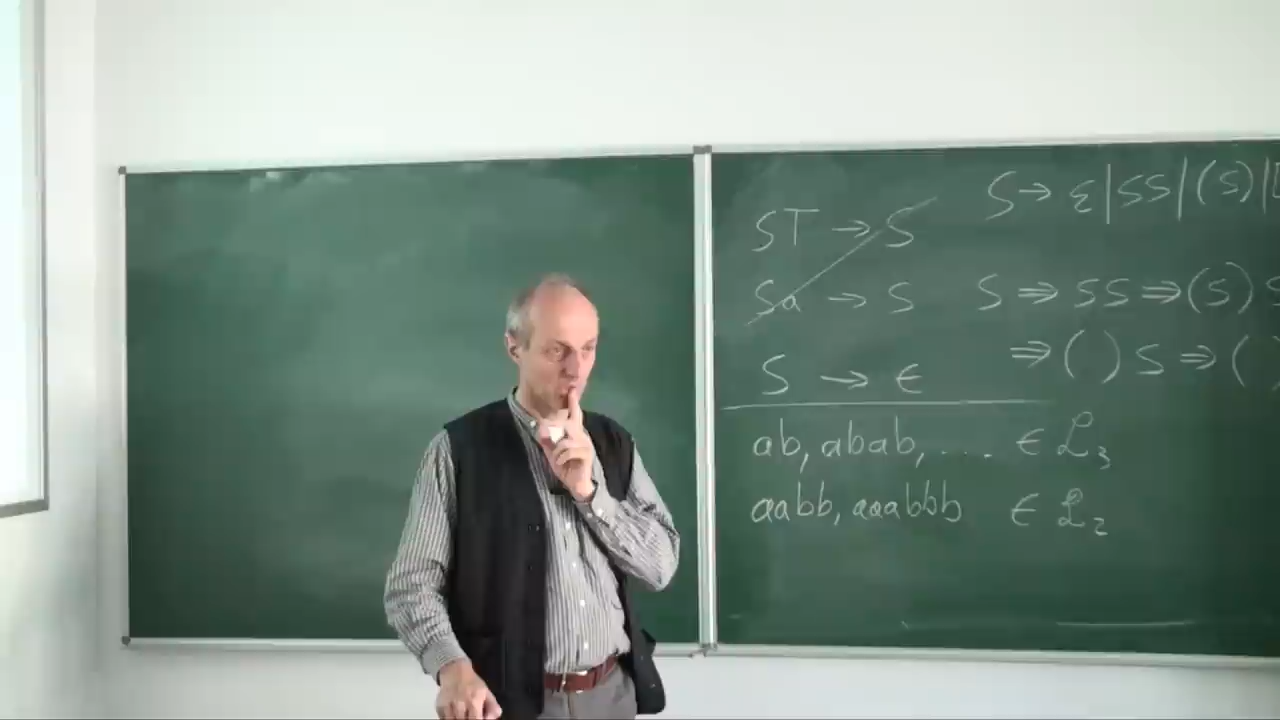 ST → S
Sa → S
S → ϵ
ab, abab, .... ϵ ℒ₃
aabb, aaabbb ϵ ℒ₂
S → ε | SS | (S) | [
S ⇒ SS ⇒ (S) S
⇒ ( ) S ⇒ ( )